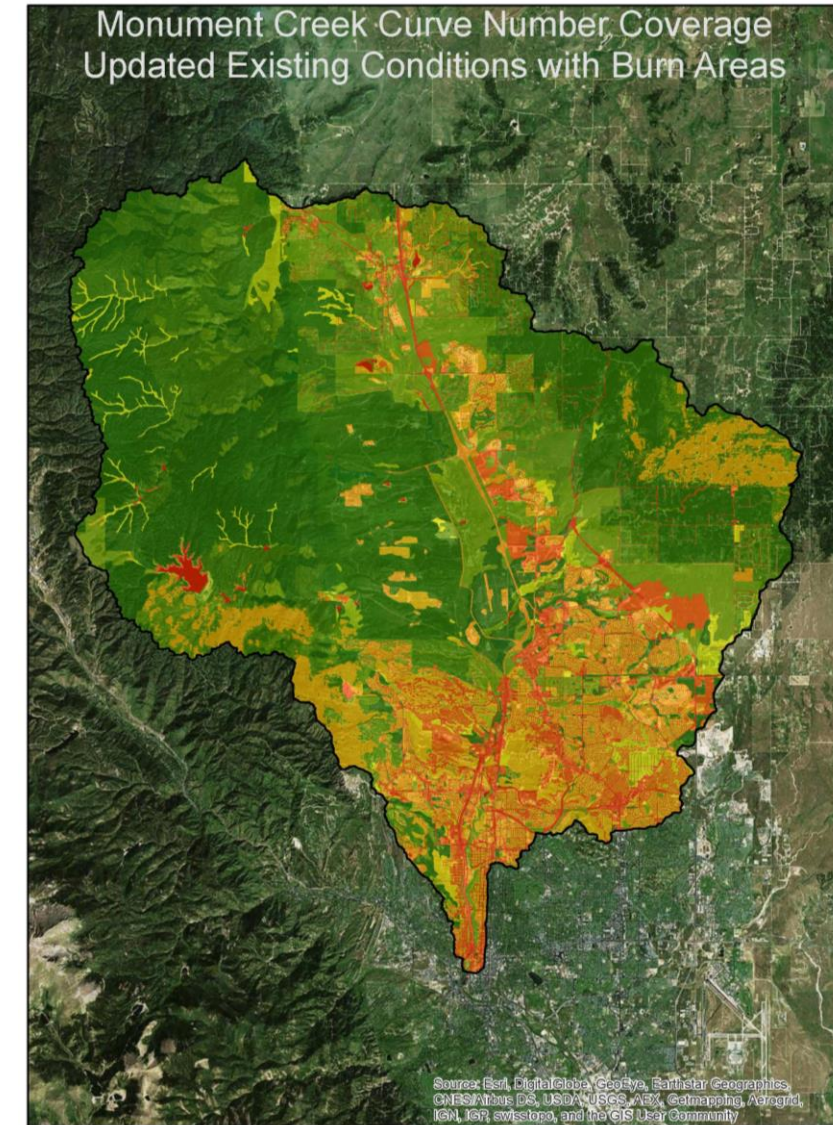 Monument Creek Curve Number Coverage
Updated Existing Conditions with Burn Areas
Source: Esri, DigitalGlobe, GeoEye, Earthstar Geographics,
CNES/Airbus DS, USDA, USGS, AEX, Getmapping, Aerogrid,
IGN, IGP, swisstopo, and the GIS User Community